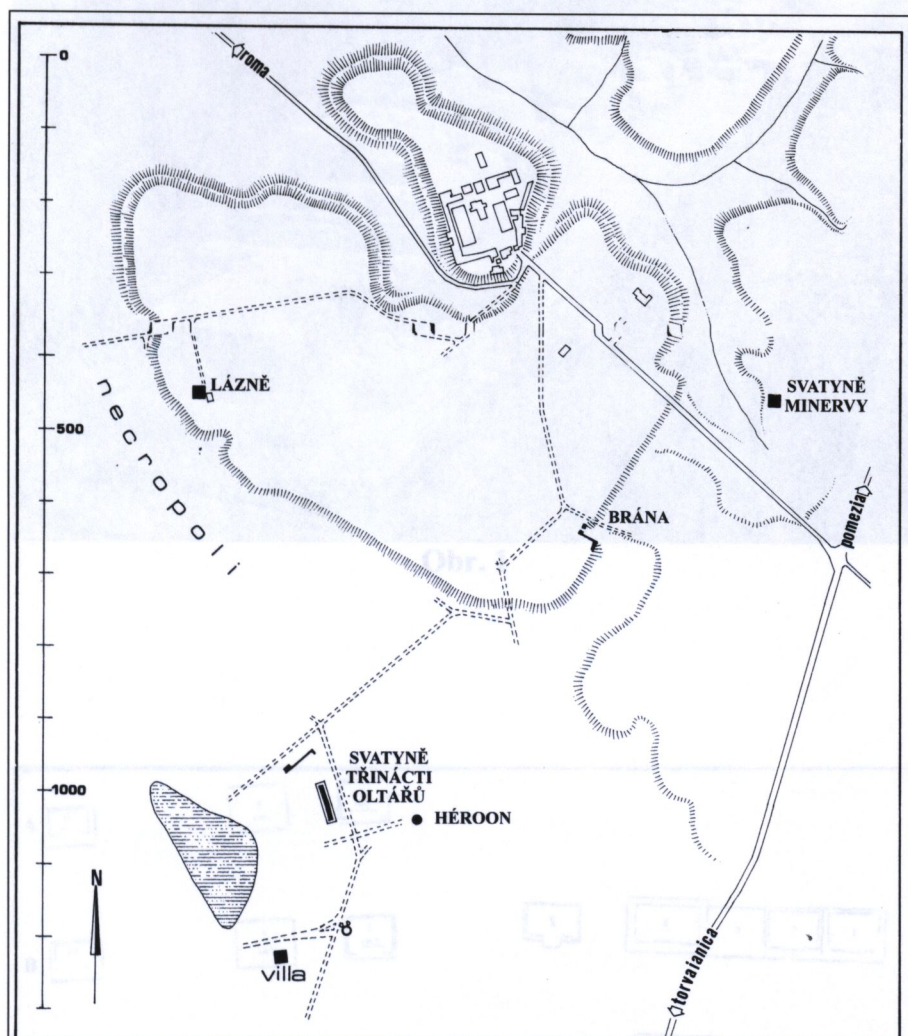 0
roma
LÁZNĚ
SVATYNĚ
MINERVY
500
necropoli
BRÁNA
pomezia
Obr.
SVATYNĚ
TŘINÁCTI
OLTÁŘŮ
1000
HÉROON
N
villa
torvaianica